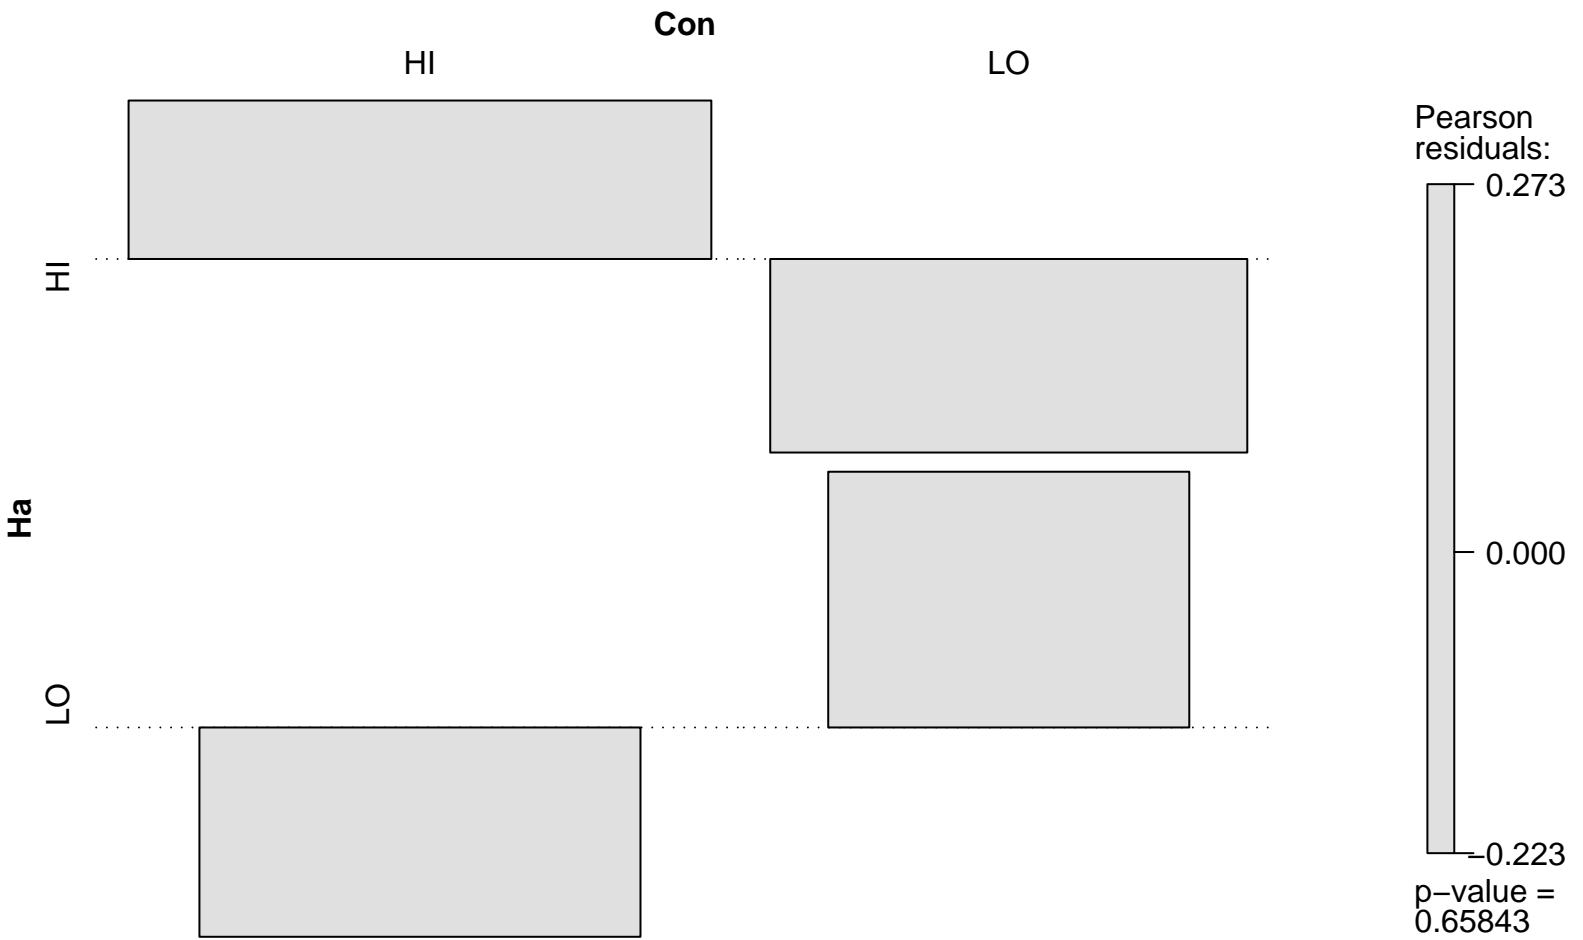 Con
HI
LO
Ha
HI
LO
Pearson
residuals:
0.273
0.000
−0.223
p−value =
0.65843